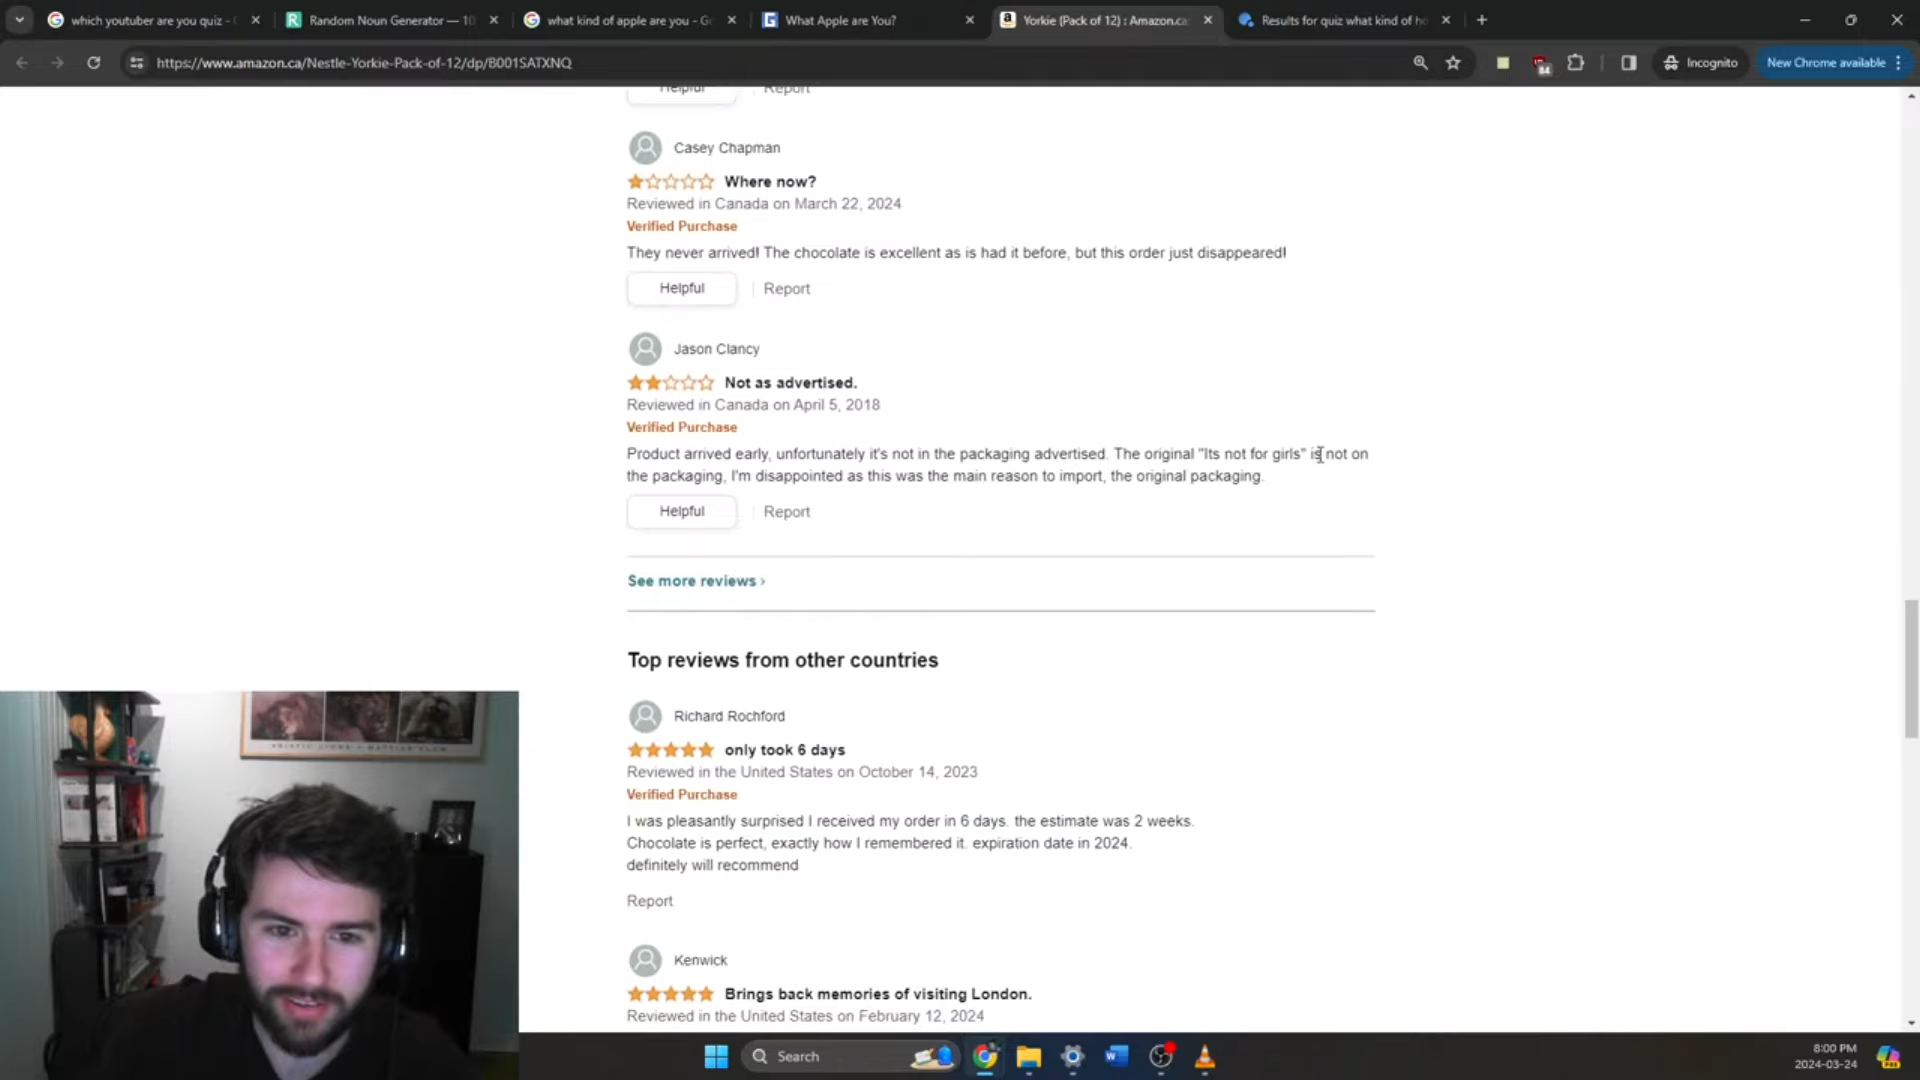 which youtuber are you quiz -
Random Noun Generator — 10
what kind of apple are you - G
What Apple are You?
Yorkie (Pack of 12) : Amazon.ca
Results for quiz what kind of ho
https://www.amazon.ca/Nestle-Yorkie-Pack-of-12/dp/B001SATXNQ
84
Incognito
New Chrome available
Helpful
Report
Casey Chapman
Where now?
Reviewed in Canada on March 22, 2024
Verified Purchase
They never arrived! The chocolate is excellent as is had it before, but this order just disappeared!
Helpful
Report
Jason Clancy
Not as advertised.
Reviewed in Canada on April 5, 2018
Verified Purchase
Product arrived early, unfortunately it's not in the packaging advertised. The original "Its not for girls" is not on
the packaging, I'm disappointed as this was the main reason to import, the original packaging.
Helpful
Report
See more reviews ›
Top reviews from other countries
Richard Rochford
only took 6 days
Reviewed in the United States on October 14, 2023
Verified Purchase
I was pleasantly surprised I received my order in 6 days. the estimate was 2 weeks.
Chocolate is perfect, exactly how I remembered it. expiration date in 2024.
definitely will recommend
Report
Kenwick
Brings back memories of visiting London.
Reviewed in the United States on February 12, 2024
ASIATIC LIONS
Search
8:00 PM
2024-03-24